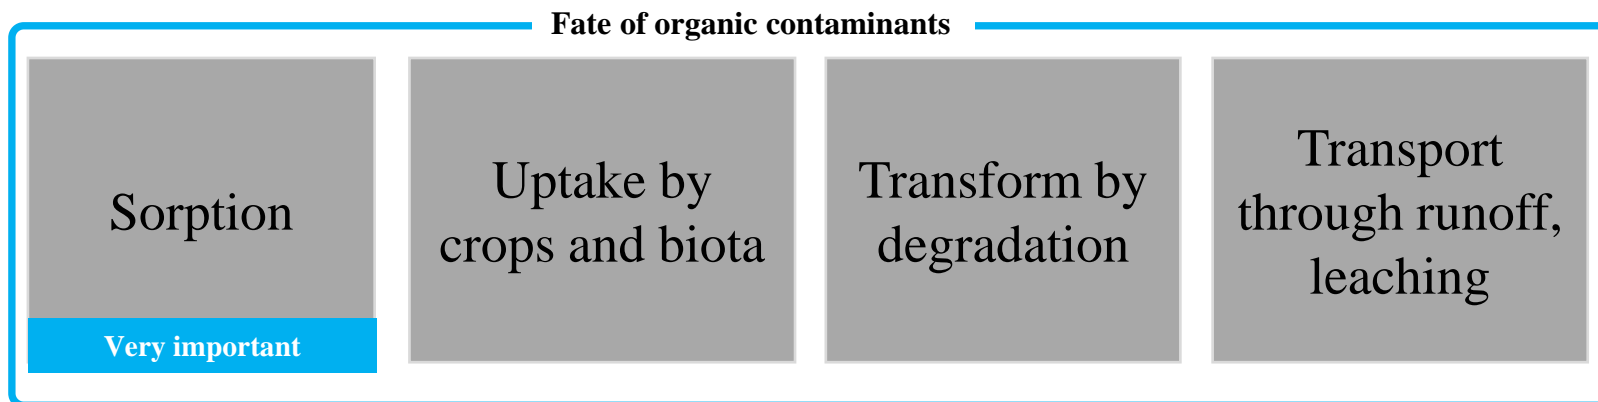 Fate of organic contaminants
Sorption
Very important
Uptake by
crops and biota
Transform by
degradation
Transport
through runoff,
leaching